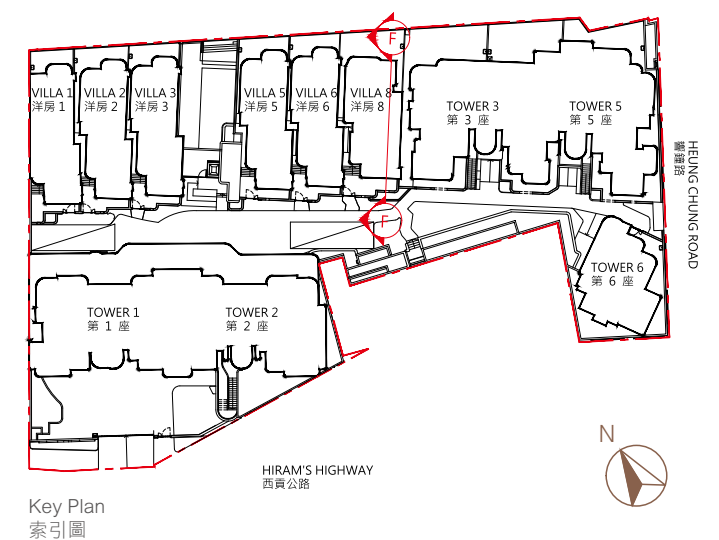 F
VILLA 1
洋房 1
VILLA 2
洋房 2
VILLA 3
洋房 3
VILLA 5
洋房 5
VILLA 6
洋房 6
VILLA 8
洋房 8
TOWER 3
第 3 座
TOWER 5
第 5 座
HEUNG CHUNG ROAD
響鐘路
F
TOWER 6
第 6 座
TOWER 1
第 1 座
TOWER 2
第 2 座
N
HIRAM'S HIGHWAY
西貢公路
Key Plan
索引圖